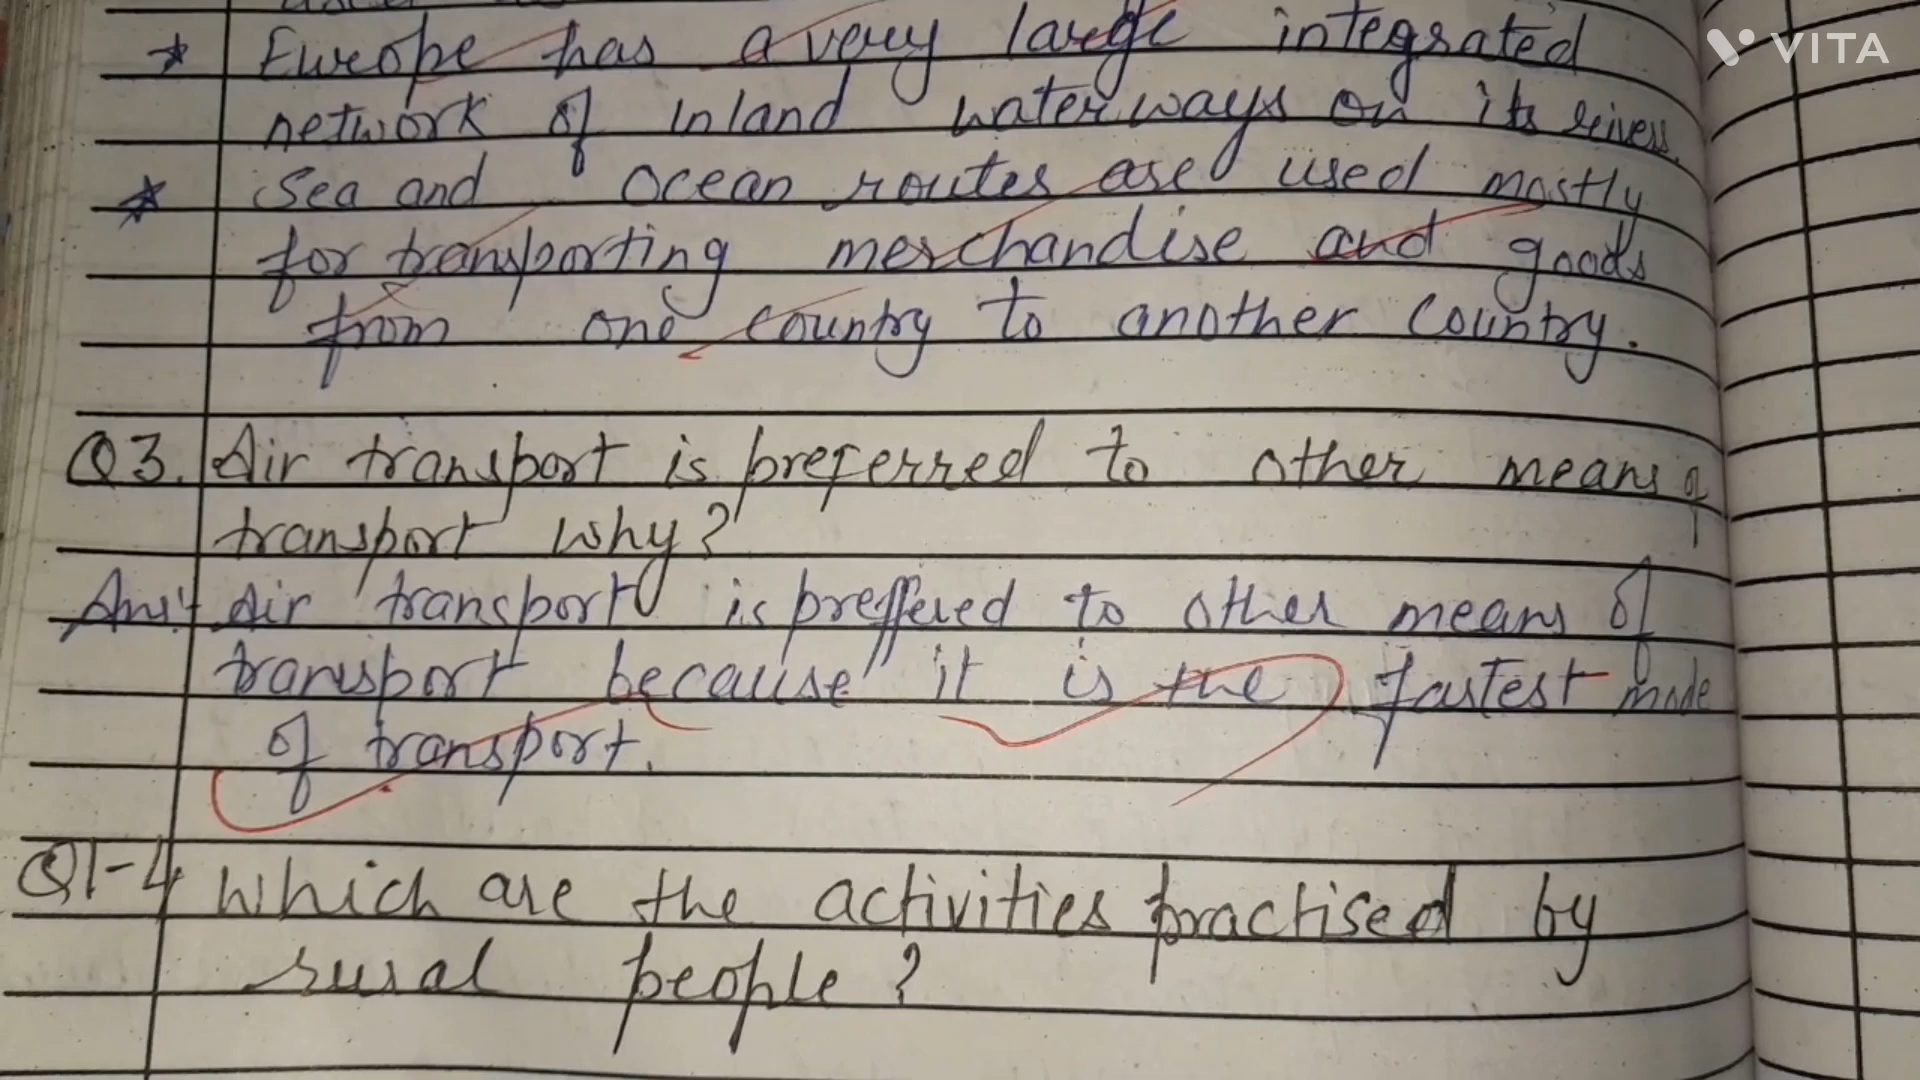 * Europe has a very large integrated
VITA
network of inland waterways on its rivers.
* Sea and ocean routes are used mostly
for transporting merchandise and goods
from one country to another country.
Q3. Air transport is preferred to other means of
transport why?
Ans:- Air transport is preffered to other means of
transport because it is the fastest mode
of transport.
Q1-4 Which are the activities practised by
rural people?